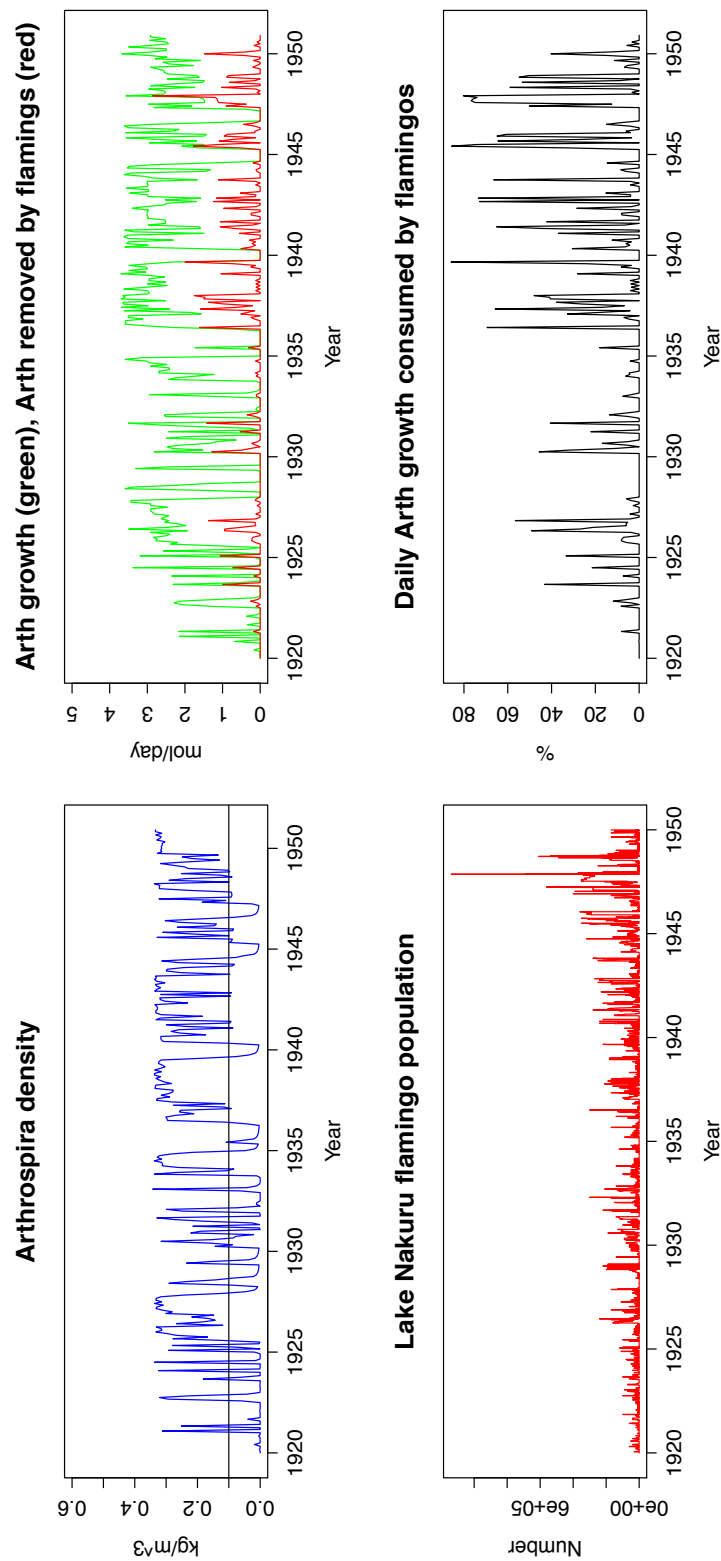 Arthrospira density
kg/m^3
0.0 0.2 0.4 0.6
1920 1925 1930 1935 1940 1945 1950
Year
Arth growth (green), Arth removed by flamings (red)
mol/day
0 1 2 3 4 5
1920 1925 1930 1935 1940 1945 1950
Year
Lake Nakuru flamingo population
Number
0e+00 6e+05
1920 1925 1930 1935 1940 1945 1950
Year
Daily Arth growth consumed by flamingos
%
0 20 40 60 80
1920 1925 1930 1935 1940 1945 1950
Year